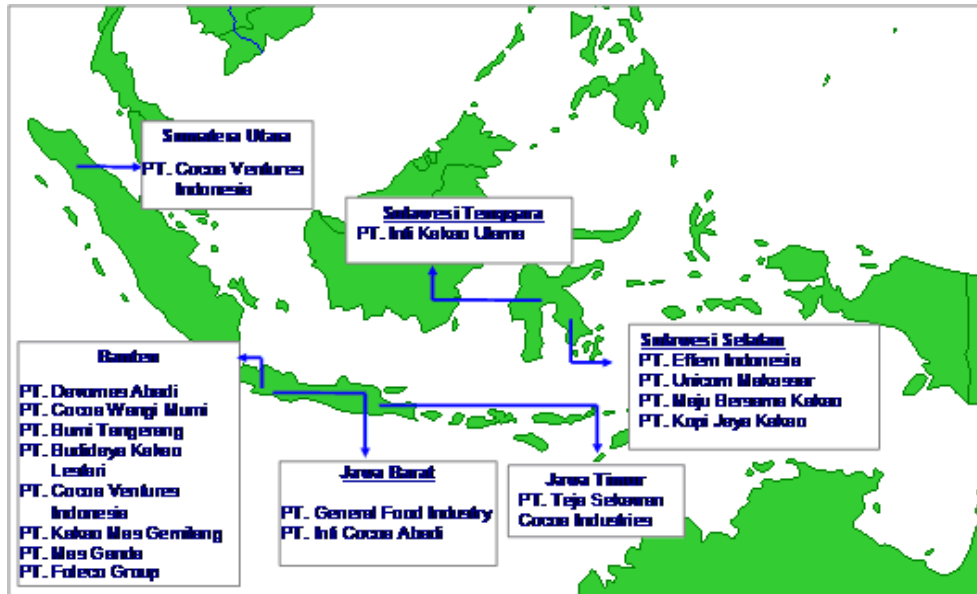 Sumatera Utara
PT. Cocoa Ventures
Indonesia
Sulawesi Tenggara
PT. Inti Kakao Utama
Sulawesi Selatan
PT. Effem Indonesia
PT. Unicom Makassar
PT. Maju Bersama Kakao
PT. Kopi Jaya Kakao
Banten
PT. Davomas Abadi
PT. Cocoa Wangi Murni
PT. Bumi Tangerang
PT. Budidaya Kakao
Lestari
PT. Cocoa Ventures
Indonesia
PT. Kakao Mas Gemilang
PT. Mas Ganda
PT. Foleco Group
Jawa Barat
PT. General Food Industry
PT. Inti Cocoa Abadi
Jawa Timur
PT. Teja Sekawan
Cocoa Industries